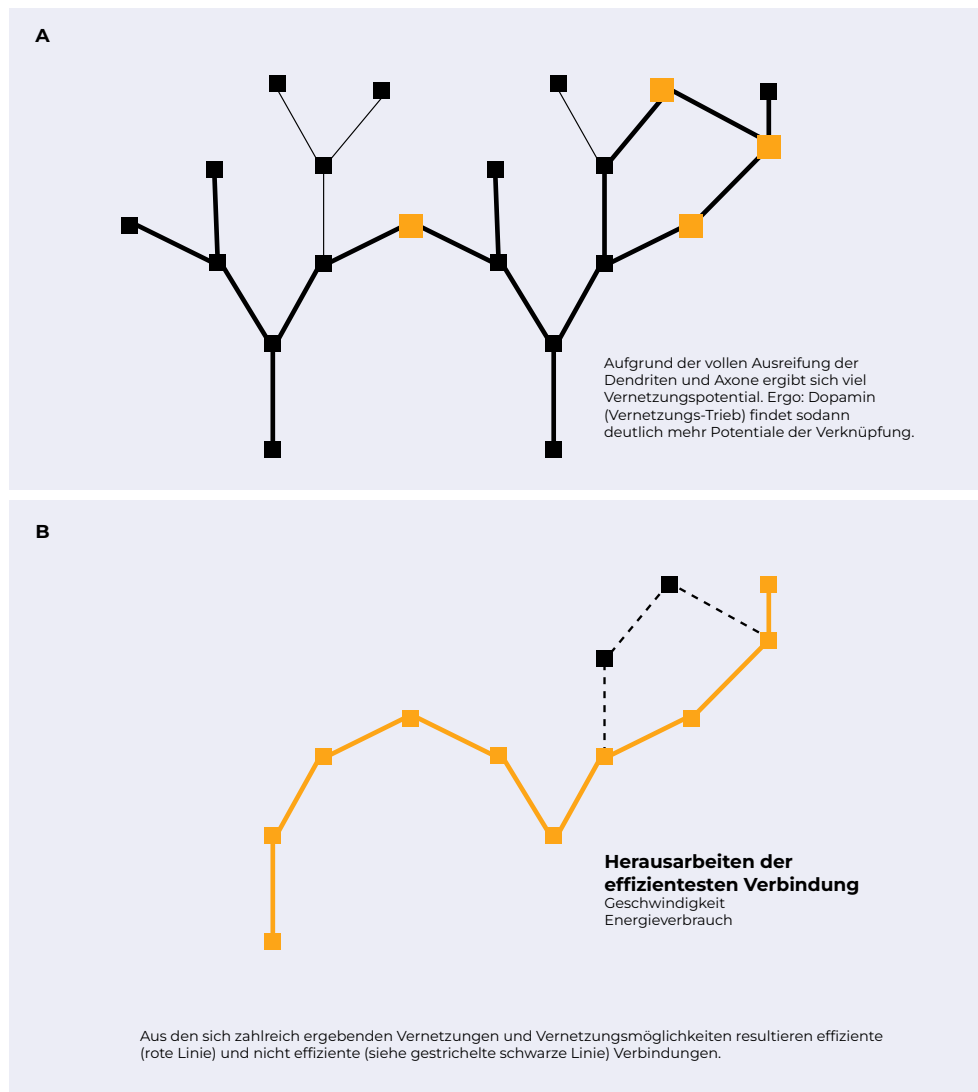 A
Aufgrund der vollen Ausreifung der
Dendriten und Axone ergibt sich viel
Vernetzungspotential. Ergo: Dopamin
(Vernetzungs-Trieb) findet sodann
deutlich mehr Potentiale der Verknüpfung.
B
Herausarbeiten der
effizientesten Verbindung
Geschwindigkeit
Energieverbrauch
Aus den sich zahlreich ergebenden Vernetzungen und Vernetzungsmöglichkeiten resultieren effiziente
(rote Linie) und nicht effiziente (siehe gestrichelte schwarze Linie) Verbindungen.